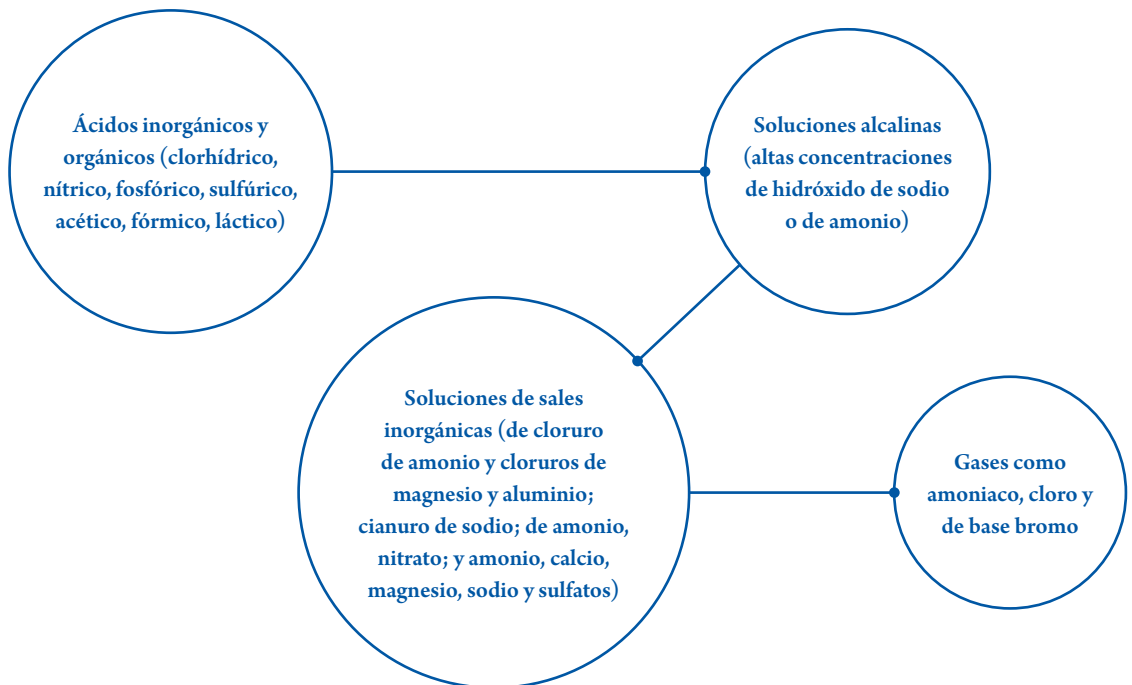 Ácidos inorgánicos y
orgánicos (clorhídrico,
nítrico, fosfórico, sulfúrico,
acético, fórmico, láctico)
Soluciones alcalinas
(altas concentraciones
de hidróxido de sodio
o de amonio)
Soluciones de sales
inorgánicas (de cloruro
de amonio y cloruros de
magnesio y aluminio;
cianuro de sodio; de amonio,
nitrato; y amonio, calcio,
magnesio, sodio y sulfatos)
Gases como
amoniaco, cloro y
de base bromo